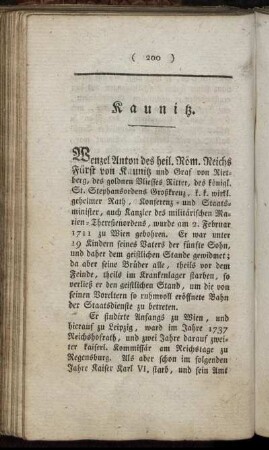 ( 200 )
Kaunitz.
Wenzel Anton des heil. Röm. Reichs
Fürst von Kaunitz und Graf von Riet-
berg, des goldnen Vliesses Ritter, des königl.
St. Stephansordens Großkreuz, k. k. wirkl.
geheimer Rath, Konferenz- und Staats-
minister, auch Kanzler des militärischen Ma-
rien-Theresienordens, wurde am 2. Februar
1711 zu Wien gebohren. Er war unter
19 Kindern seines Vaters der fünfte Sohn,
und daher dem geistlichen Stande gewidmet;
da aber seine Brüder alle, theils vor dem
Feinde, theils im Krankenlager starben, so
verließ er den geistlichen Stand, um die von
seinen Voreltern so ruhmvoll eröffnete Bahn
der Staatsdienste zu betreten.
Er studirte Anfangs zu Wien, und
hierauf zu Leipzig, ward im Jahre 1737
Reichshofrath, und zwei Jahre darauf zwei-
ter kaiserl. Kommissär am Reichstage zu
Regensburg. Als aber schon im folgenden
Jahre Kaiser Karl VI. starb, und sein Amt